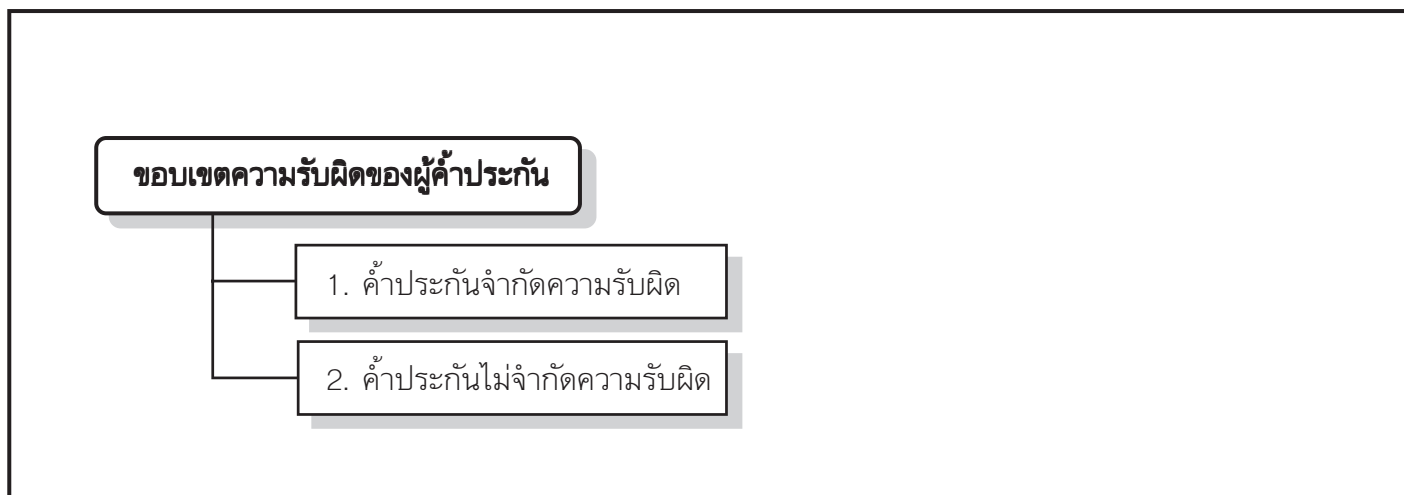 ขอบเขตความรับผิดของผู้ค้ำประกัน
1. ค้ำประกันจำกัดความรับผิด
2. ค้ำประกันไม่จำกัดความรับผิด